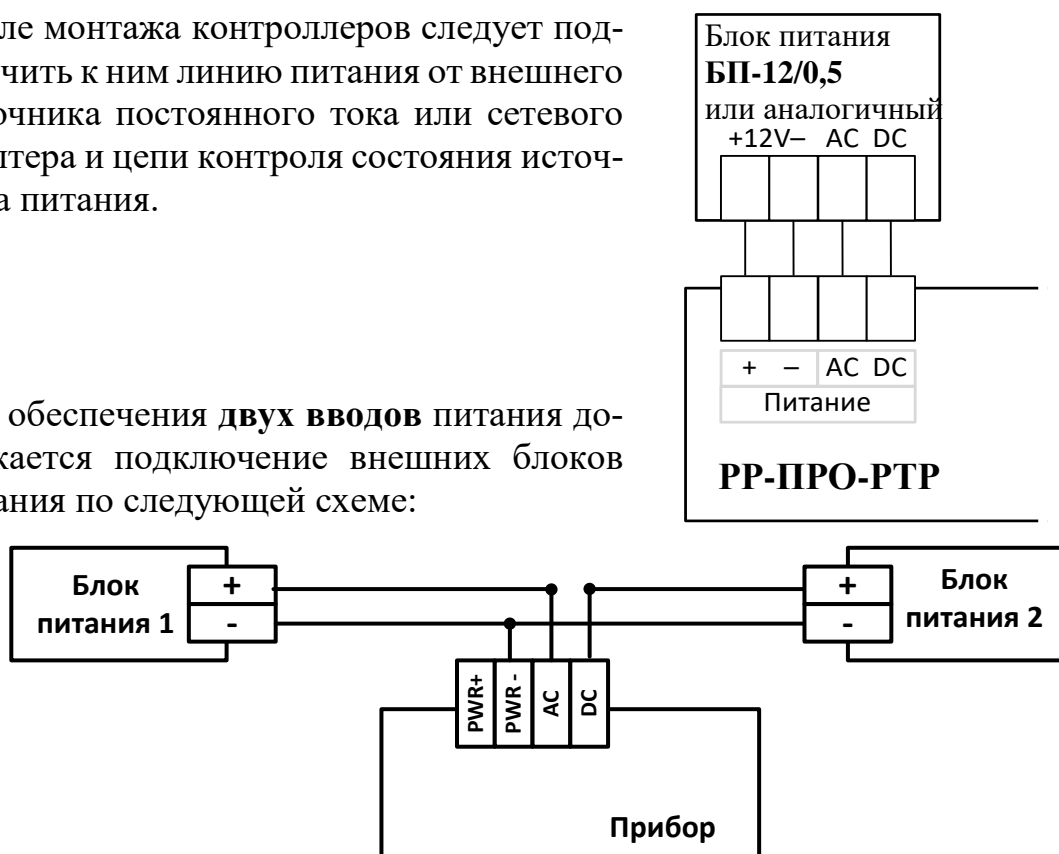 ле монтажа контроллеров следует под-
чить к ним линию питания от внешнего
очника постоянного тока или сетевого
птера и цепи контроля состояния источ-
а питания.
Блок питания
БП-12/0,5
или аналогичный
+12V– AC DC
+ – AC DC
Питание
РР-ПРО-РТР
обеспечения двух вводов питания до-
кается подключение внешних блоков
ания по следующей схеме:
Блок
питания 1
+
-
+
-
Блок
питания 2
PWR+
PWR -
AC
DC
Прибор